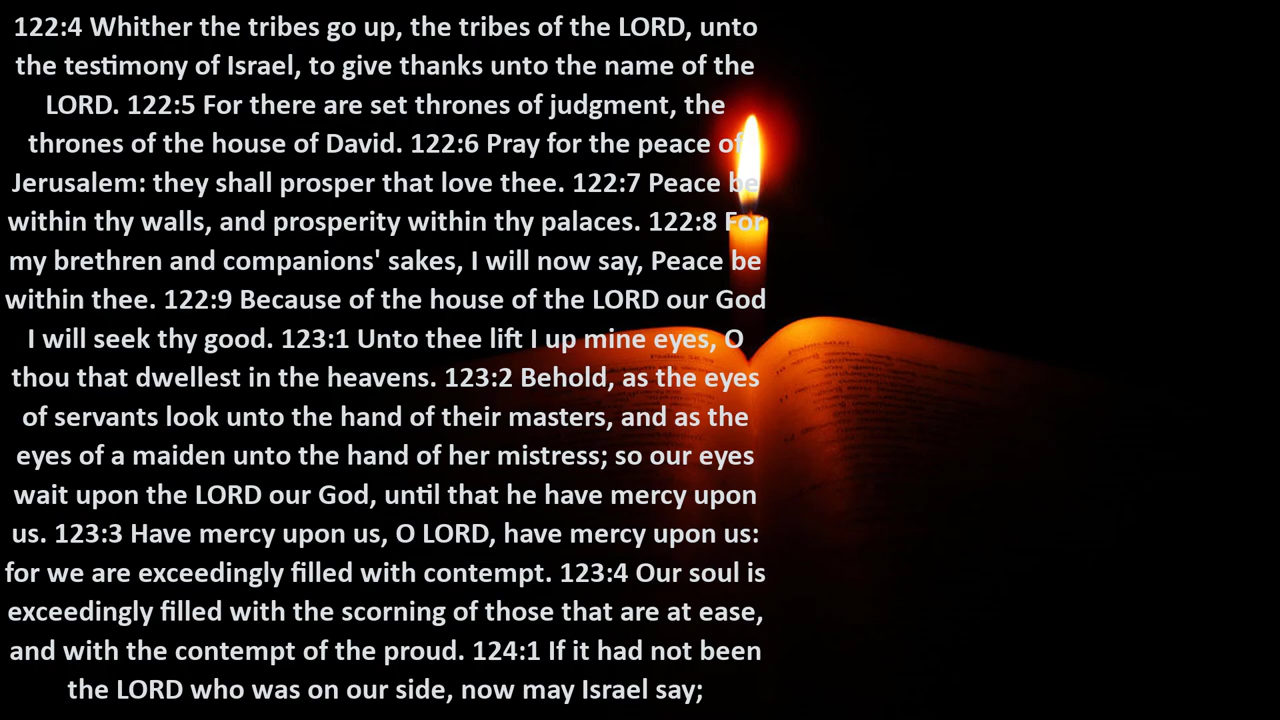 122:4 Whither the tribes go up, the tribes of the LORD, unto
the testimony of Israel, to give thanks unto the name of the
LORD. 122:5 For there are set thrones of judgment, the
thrones of the house of David. 122:6 Pray for the peace of
Jerusalem: they shall prosper that love thee. 122:7 Peace be
within thy walls, and prosperity within thy palaces. 122:8 For
my brethren and companions' sakes, I will now say, Peace be
within thee. 122:9 Because of the house of the LORD our God
I will seek thy good. 123:1 Unto thee lift I up mine eyes, O
thou that dwellest in the heavens. 123:2 Behold, as the eyes
of servants look unto the hand of their masters, and as the
eyes of a maiden unto the hand of her mistress; so our eyes
wait upon the LORD our God, until that he have mercy upon
us. 123:3 Have mercy upon us, O LORD, have mercy upon us:
for we are exceedingly filled with contempt. 123:4 Our soul is
exceedingly filled with the scorning of those that are at ease,
and with the contempt of the proud. 124:1 If it had not been
the LORD who was on our side, now may Israel say;